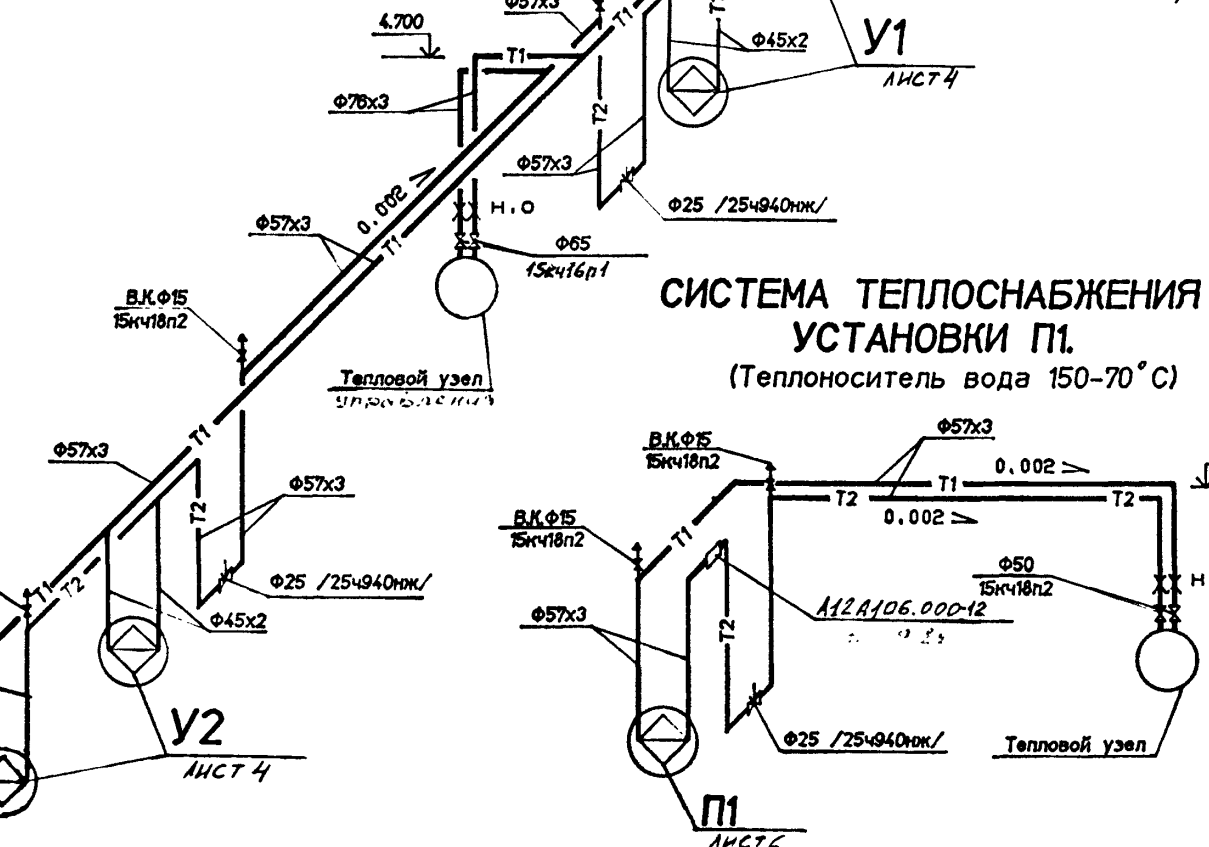 Ф57х3
Т1
Т1
4.700
Т1
Ф45х2
У1
ЛИСТ 4
Ф76х3
Т2
Ф57х3
Ф25 /25ч940нж/
0.002
Н.О
Ф57х3
Т1
Ф65
15кч16п1
СИСТЕМА ТЕПЛОСНАБЖЕНИЯ
УСТАНОВКИ П1.
(Теплоноситель вода 150-70°С)
В.К.Ф15
15кч18п2
Тепловой узел
управления
Т1
Ф57х3
Ф57х3
Т2
Т1
Т2
Ф25 /25ч940нж/
Ф45х2
У2
ЛИСТ 4
Ф57х3
В.К.Ф15
15кч18п2
0.002
Т1
Т2
Т2
0.002
В.К.Ф15
15кч18п2
Т1
Ф50
15кч18п2
Н
А12А106.000-12
Ф57х3
Т2
Ф25 /25ч940нж/
Тепловой узел
П1
ЛИСТ 6